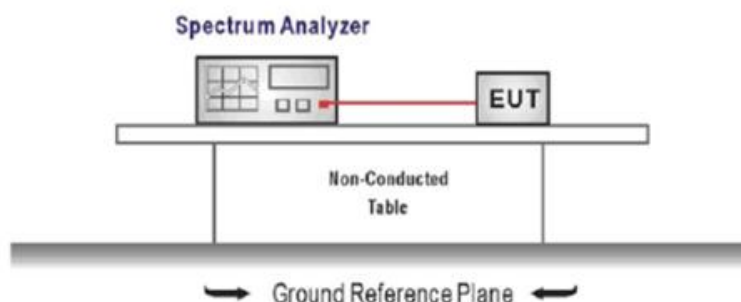 Spectrum Analyzer
EUT
Non-Conducted
Table
Ground Reference Plane